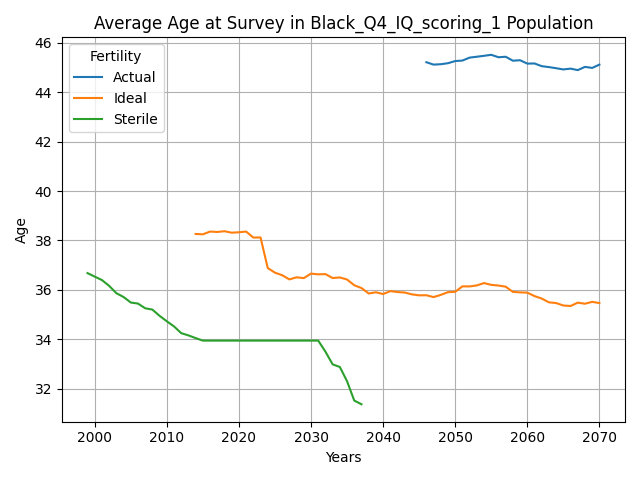 Average Age at Survey in Black_Q4_IQ_scoring_1 Population
Fertility
Actual
Ideal
Sterile
Age
46
44
42
40
38
36
34
32
2000 2010 2020 2030 2040 2050 2060 2070
Years